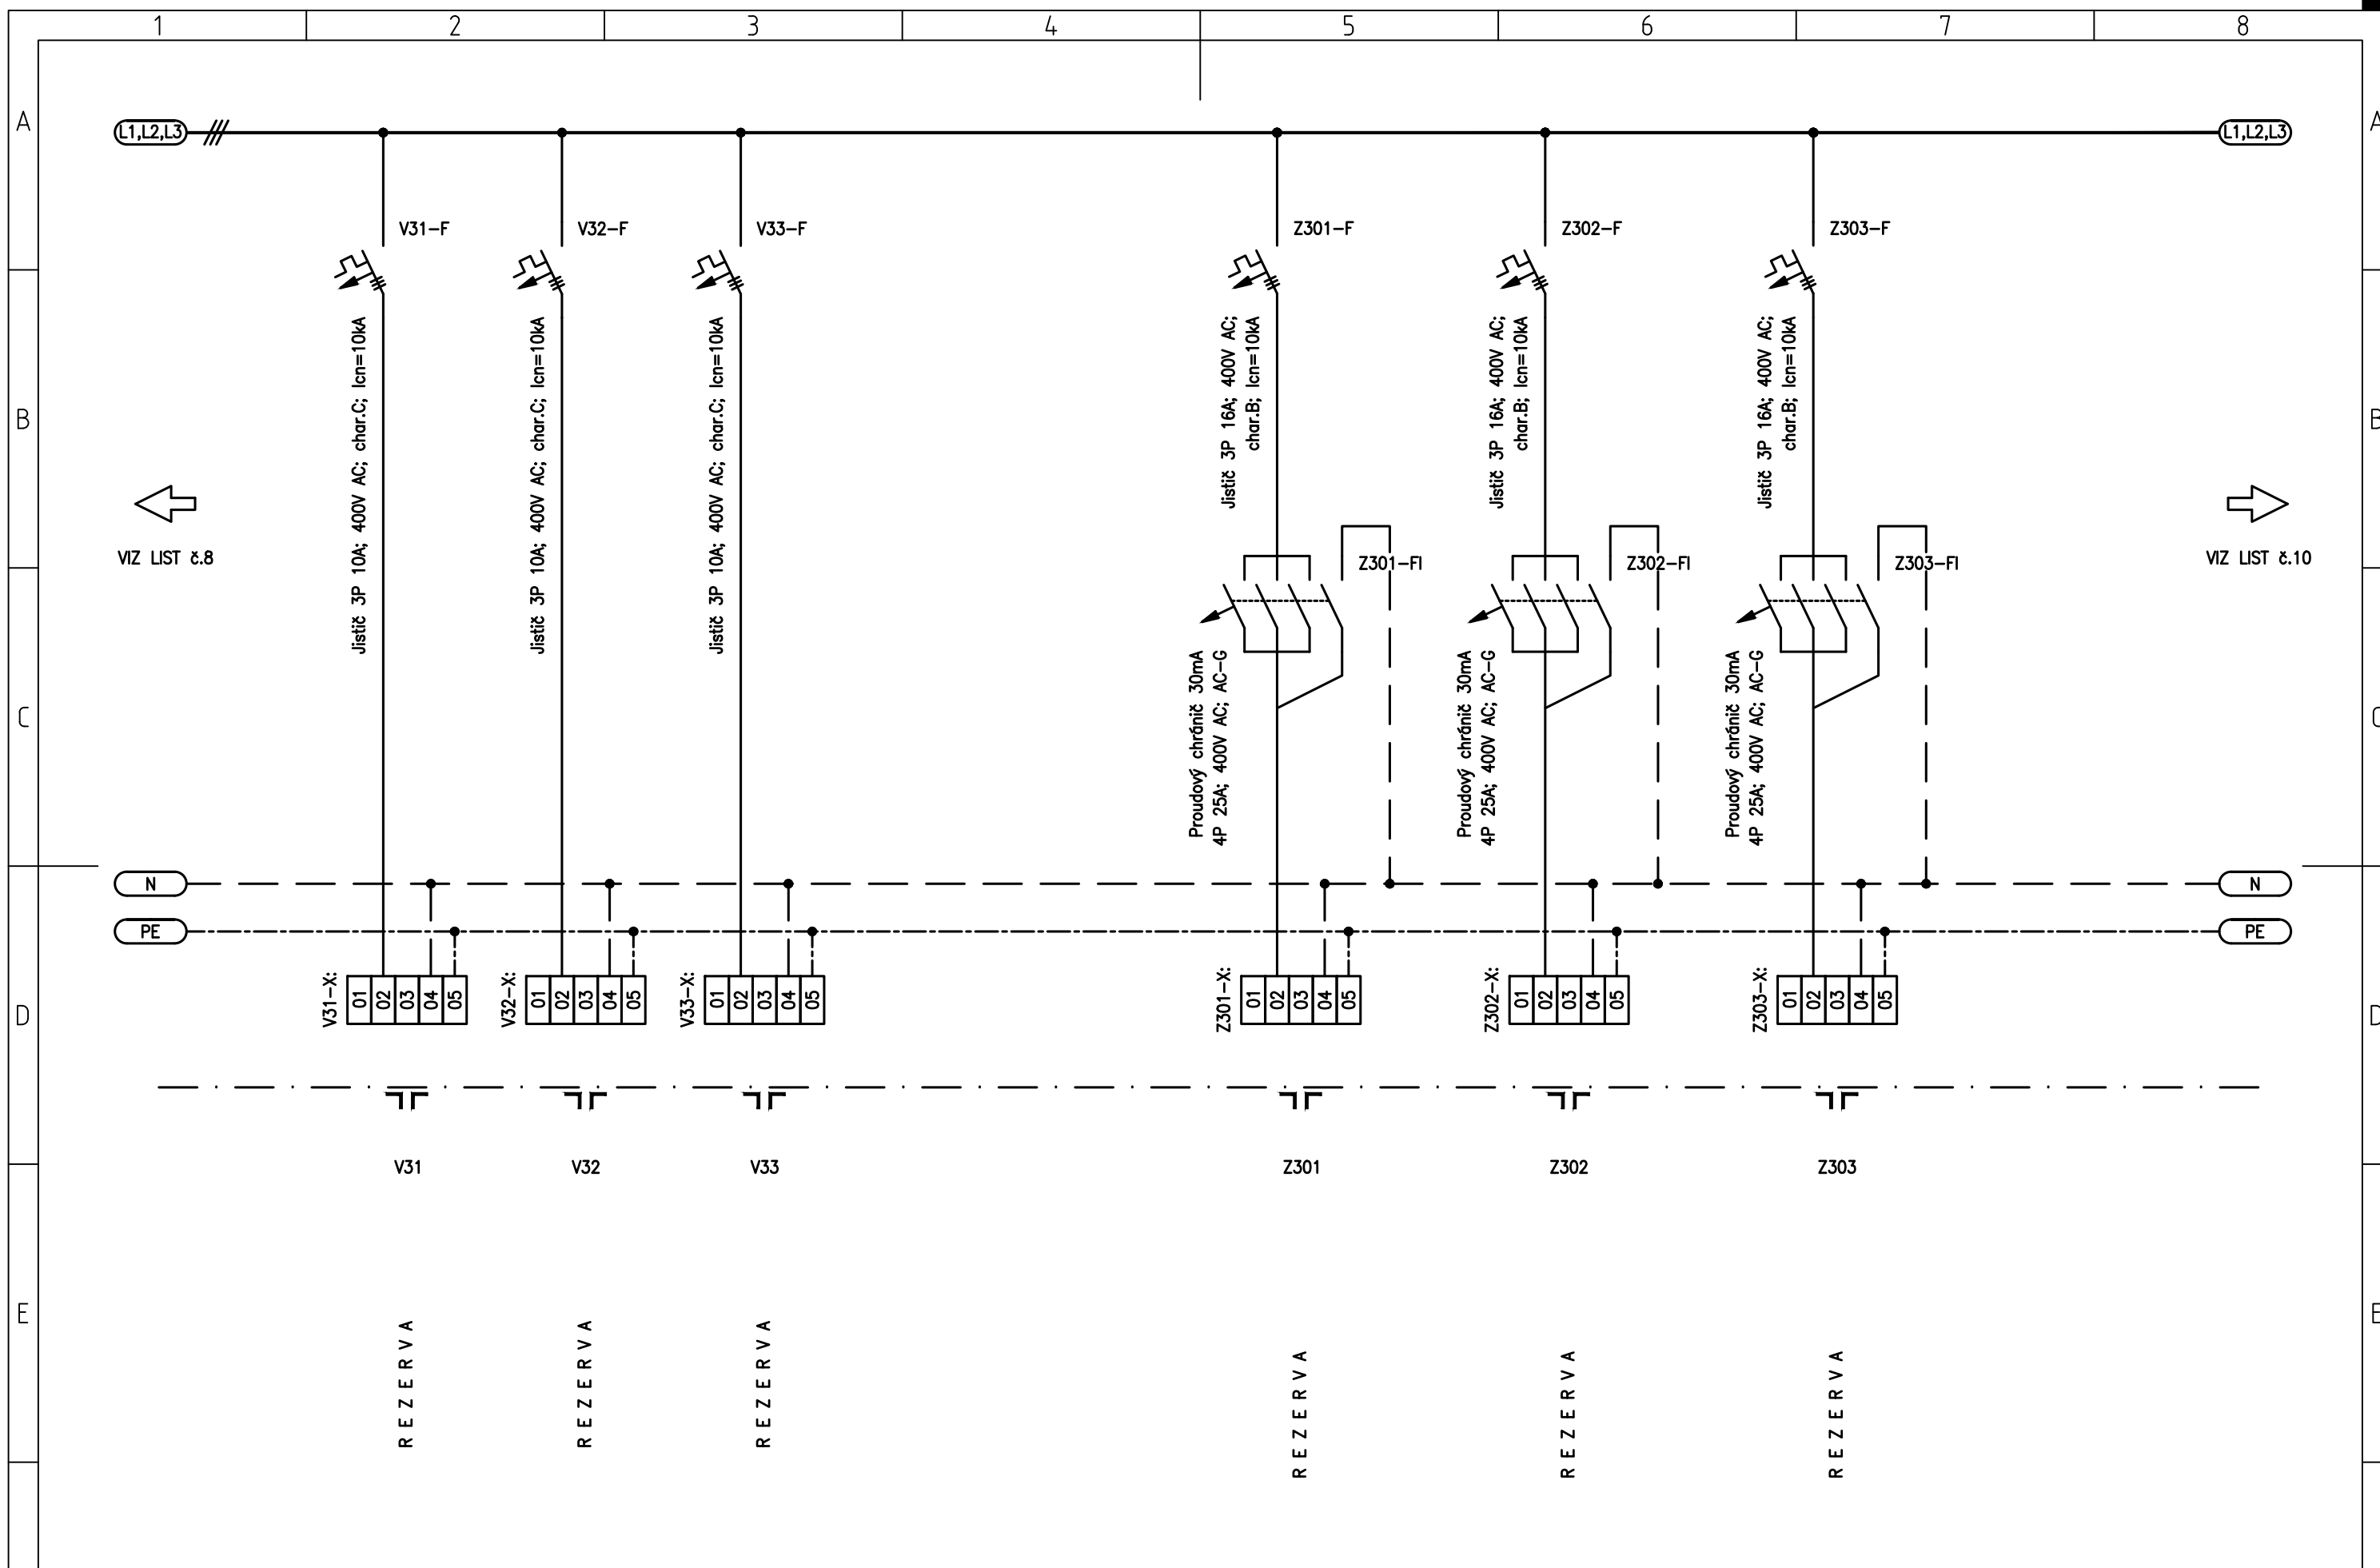 1 2 3 4 5 6 7 8
A A
L1,L2,L3 L1,L2,L3
V31-F V32-F V33-F Z301-F Z302-F Z303-F
Jistič 3P 10A; 400V AC; char.C; Icn=10kA
Jistič 3P 10A; 400V AC; char.C; Icn=10kA
Jistič 3P 10A; 400V AC; char.C; Icn=10kA
Jistič 3P 16A; 400V AC;
char.B; Icn=10kA
Jistič 3P 16A; 400V AC;
char.B; Icn=10kA
Jistič 3P 16A; 400V AC;
char.B; Icn=10kA
B B
VIZ LIST č.8 VIZ LIST č.10
Z301-FI Z302-FI Z303-FI
Proudový chránič 30mA
4P 25A; 400V AC; AC-G
Proudový chránič 30mA
4P 25A; 400V AC; AC-G
Proudový chránič 30mA
4P 25A; 400V AC; AC-G
C C
N N
PE PE
V31-X: 01 02 03 04 05
V32-X: 01 02 03 04 05
V33-X: 01 02 03 04 05
Z301-X: 01 02 03 04 05
Z302-X: 01 02 03 04 05
Z303-X: 01 02 03 04 05
D D
V31 V32 V33 Z301 Z302 Z303
E E
R E Z E R V A
R E Z E R V A
R E Z E R V A
R E Z E R V A
R E Z E R V A
R E Z E R V A